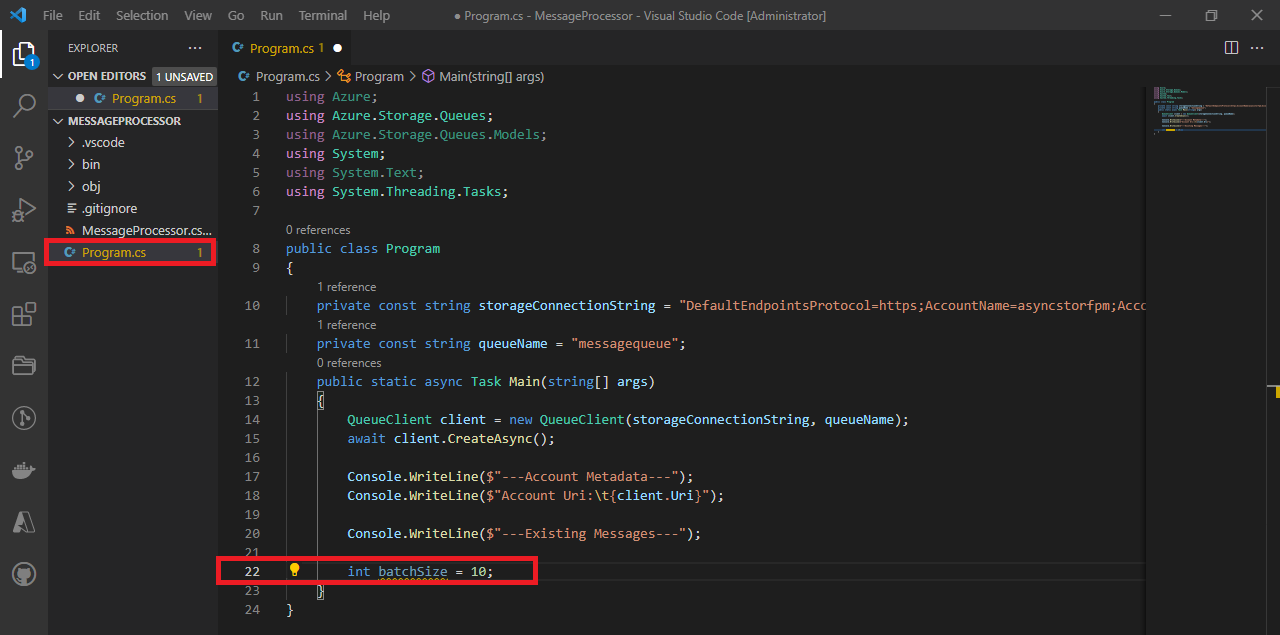 File Edit Selection View Go Run Terminal Help ● Program.cs - MessageProcessor - Visual Studio Code [Administrator]
EXPLORER ···
1
OPEN EDITORS 1 UNSAVED
● C# Program.cs 1
MESSAGEPROCESSOR
> .vscode
> bin
> obj
.gitignore
MessageProcessor.cs...
C# Program.cs 1
C# Program.cs 1 ●
C# Program.cs > Program > Main(string[] args)
1 using Azure;
2 using Azure.Storage.Queues;
3 using Azure.Storage.Queues.Models;
4 using System;
5 using System.Text;
6 using System.Threading.Tasks;
7
0 references
8 public class Program
9 {
1 reference
10 private const string storageConnectionString = "DefaultEndpointsProtocol=https;AccountName=asyncstorfpm;Acco
1 reference
11 private const string queueName = "messagequeue";
0 references
12 public static async Task Main(string[] args)
13 {
14 QueueClient client = new QueueClient(storageConnectionString, queueName);
15 await client.CreateAsync();
16
17 Console.WriteLine($"---Account Metadata---");
18 Console.WriteLine($"Account Uri:\t{client.Uri}");
19
20 Console.WriteLine($"---Existing Messages---");
21
22 int batchSize = 10;
23 }
24 }